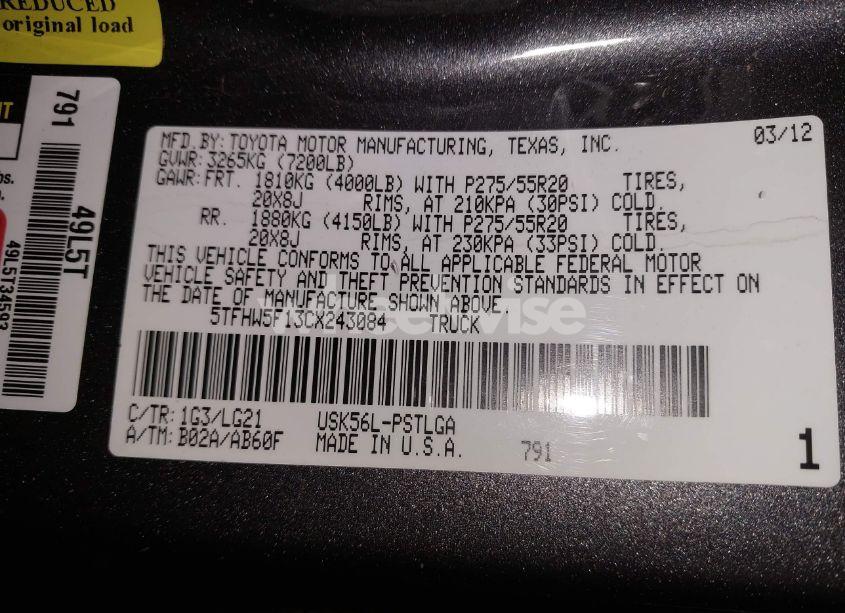 REDUCED
original load
791
49L5T
49L5T34593
MFD.BY:TOYOTA MOTOR MANUFACTURING, TEXAS, INC. 03/12
GVWR:3265KG (7200LB)
GAWR:FRT. 1810KG (4000LB) WITH P275/55R20 TIRES,
20X8J RIMS, AT 210KPA (30PSI) COLD.
RR. 1880KG (4150LB) WITH P275/55R20 TIRES,
20X8J RIMS, AT 230KPA (33PSI) COLD.
THIS VEHICLE CONFORMS TO ALL APPLICABLE FEDERAL MOTOR
VEHICLE SAFETY AND THEFT PREVENTION STANDARDS IN EFFECT ON
THE DATE OF MANUFACTURE SHOWN ABOVE.
5TFHW5F13CX243084 TRUCK
C/TR:1G3/LG21 USK56L-PSTLGA
A/TM:B02A/AB60F MADE IN U.S.A. 791
1